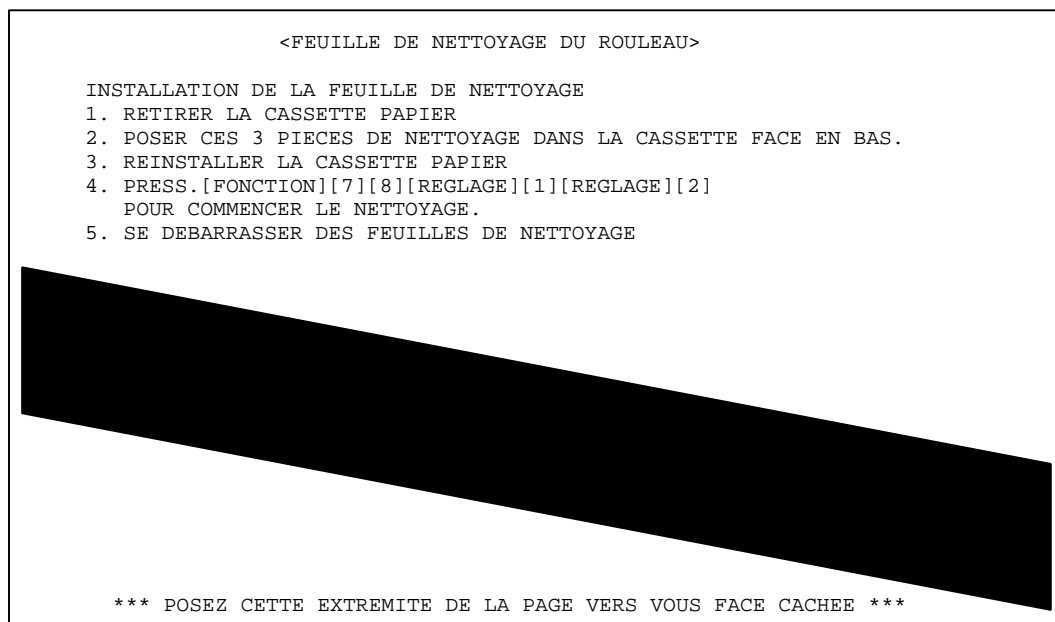 <FEUILLE DE NETTOYAGE DU ROULEAU>
INSTALLATION DE LA FEUILLE DE NETTOYAGE
1. RETIRER LA CASSETTE PAPIER
2. POSER CES 3 PIECES DE NETTOYAGE DANS LA CASSETTE FACE EN BAS.
3. REINSTALLER LA CASSETTE PAPIER
4. PRESS.[FONCTION][7][8][REGLAGE][1][REGLAGE][2]
POUR COMMENCER LE NETTOYAGE.
5. SE DEBARRASSER DES FEUILLES DE NETTOYAGE
*** POSEZ CETTE EXTREMITE DE LA PAGE VERS VOUS FACE CACHEE ***